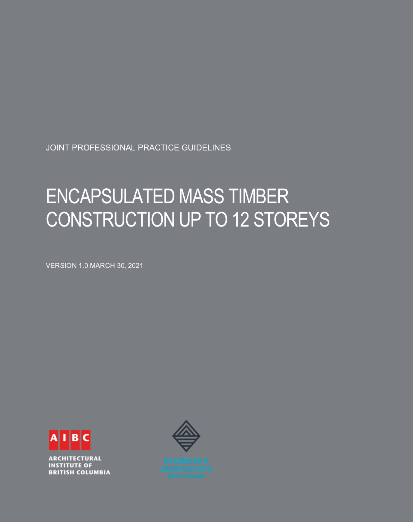 JOINT PROFESSIONAL PRACTICE GUIDELINES
ENCAPSULATED MASS TIMBER
CONSTRUCTION UP TO 12 STOREYS
VERSION 1.0 MARCH 30, 2021
AIBC
ARCHITECTURAL
INSTITUTE OF
BRITISH COLUMBIA